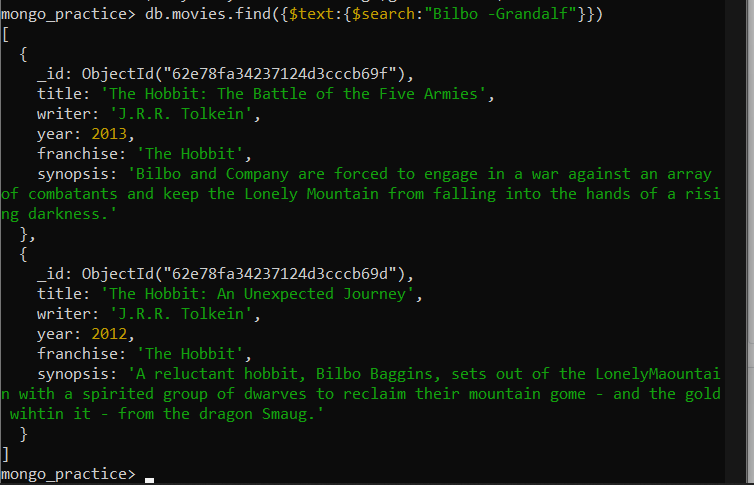 mongo_practice> db.movies.find({$text:{$search:"Bilbo -Grandalf"}})
[
  {
    _id: ObjectId("62e78fa34237124d3cccb69f"),
    title: 'The Hobbit: The Battle of the Five Armies',
    writer: 'J.R.R. Tolkein',
    year: 2013,
    franchise: 'The Hobbit',
    synopsis: 'Bilbo and Company are forced to engage in a war against an array
of combatants and keep the Lonely Mountain from falling into the hands of a risi
ng darkness.'
  },
  {
    _id: ObjectId("62e78fa34237124d3cccb69d"),
    title: 'The Hobbit: An Unexpected Journey',
    writer: 'J.R.R. Tolkein',
    year: 2012,
    franchise: 'The Hobbit',
    synopsis: 'A reluctant hobbit, Bilbo Baggins, sets out of the LonelyMaountai
n with a spirited group of dwarves to reclaim their mountain gome - and the gold
 wihtin it - from the dragon Smaug.'
  }
]
mongo_practice>